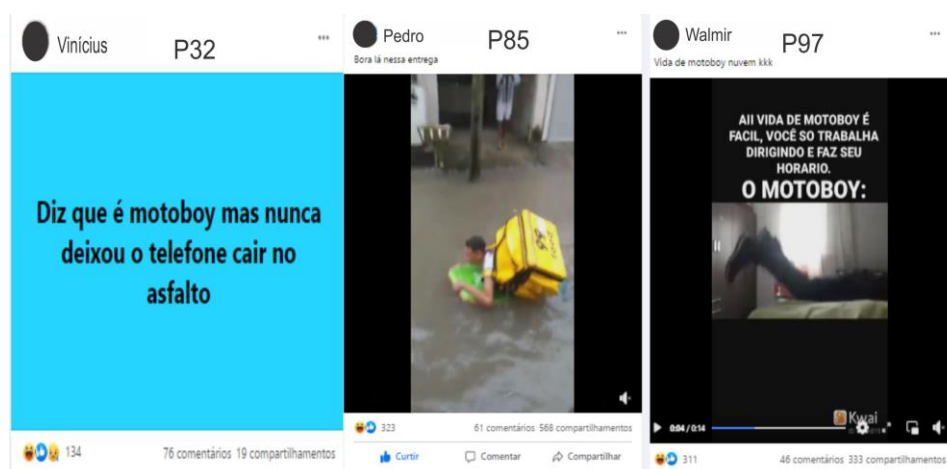 Vinícius
P32
Diz que é motoboy mas nunca
deixou o telefone cair no
asfalto
134
76 comentários 19 compartilhamentos
Pedro
P85
Bora lá nessa entrega
99
323
61 comentários 568 compartilhamentos
Curtir
Comentar
Compartilhar
Walmir
P97
Vida de motoboy nuvem kkk
AII VIDA DE MOTOBOY É
FACIL, VOCÊ SO TRABALHA
DIRIGINDO E FAZ SEU
HORARIO.
O MOTOBOY:
Kwai
0:04 / 0:14
311
46 comentários 333 compartilhamentos